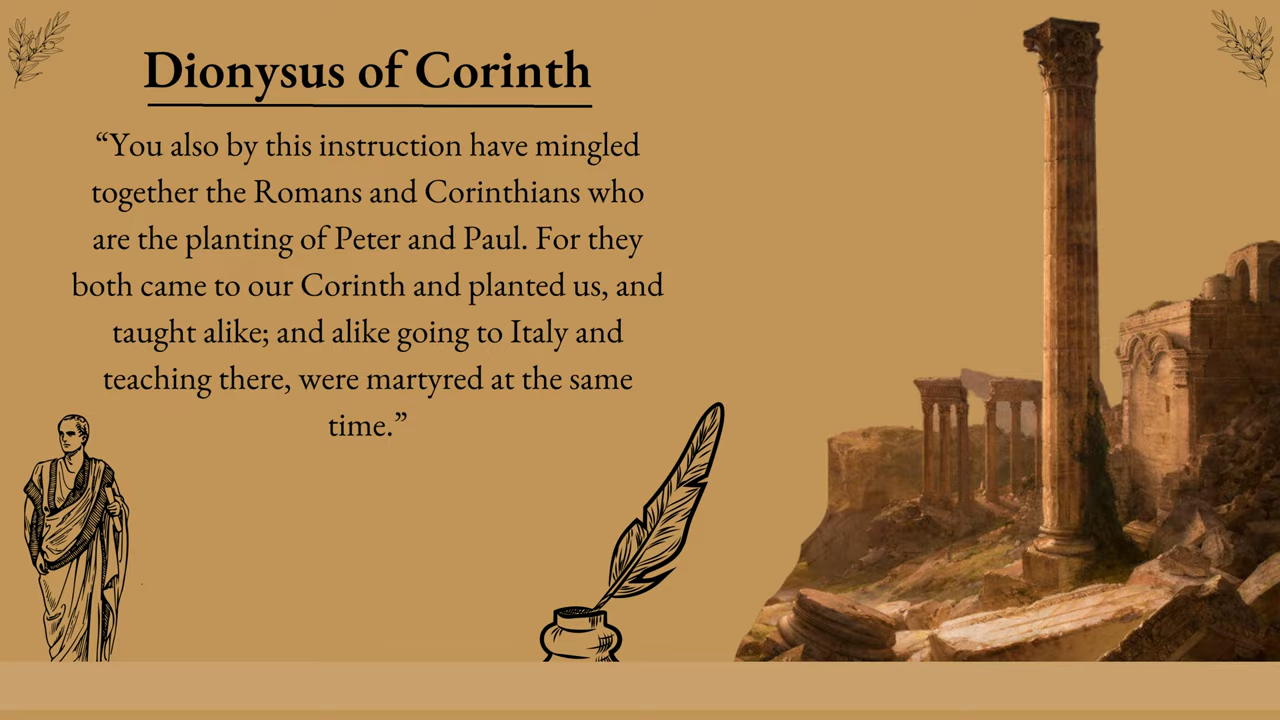 Dionysus of Corinth
“You also by this instruction have mingled
together the Romans and Corinthians who
are the planting of Peter and Paul. For they
both came to our Corinth and planted us, and
taught alike; and alike going to Italy and
teaching there, were martyred at the same
time.”